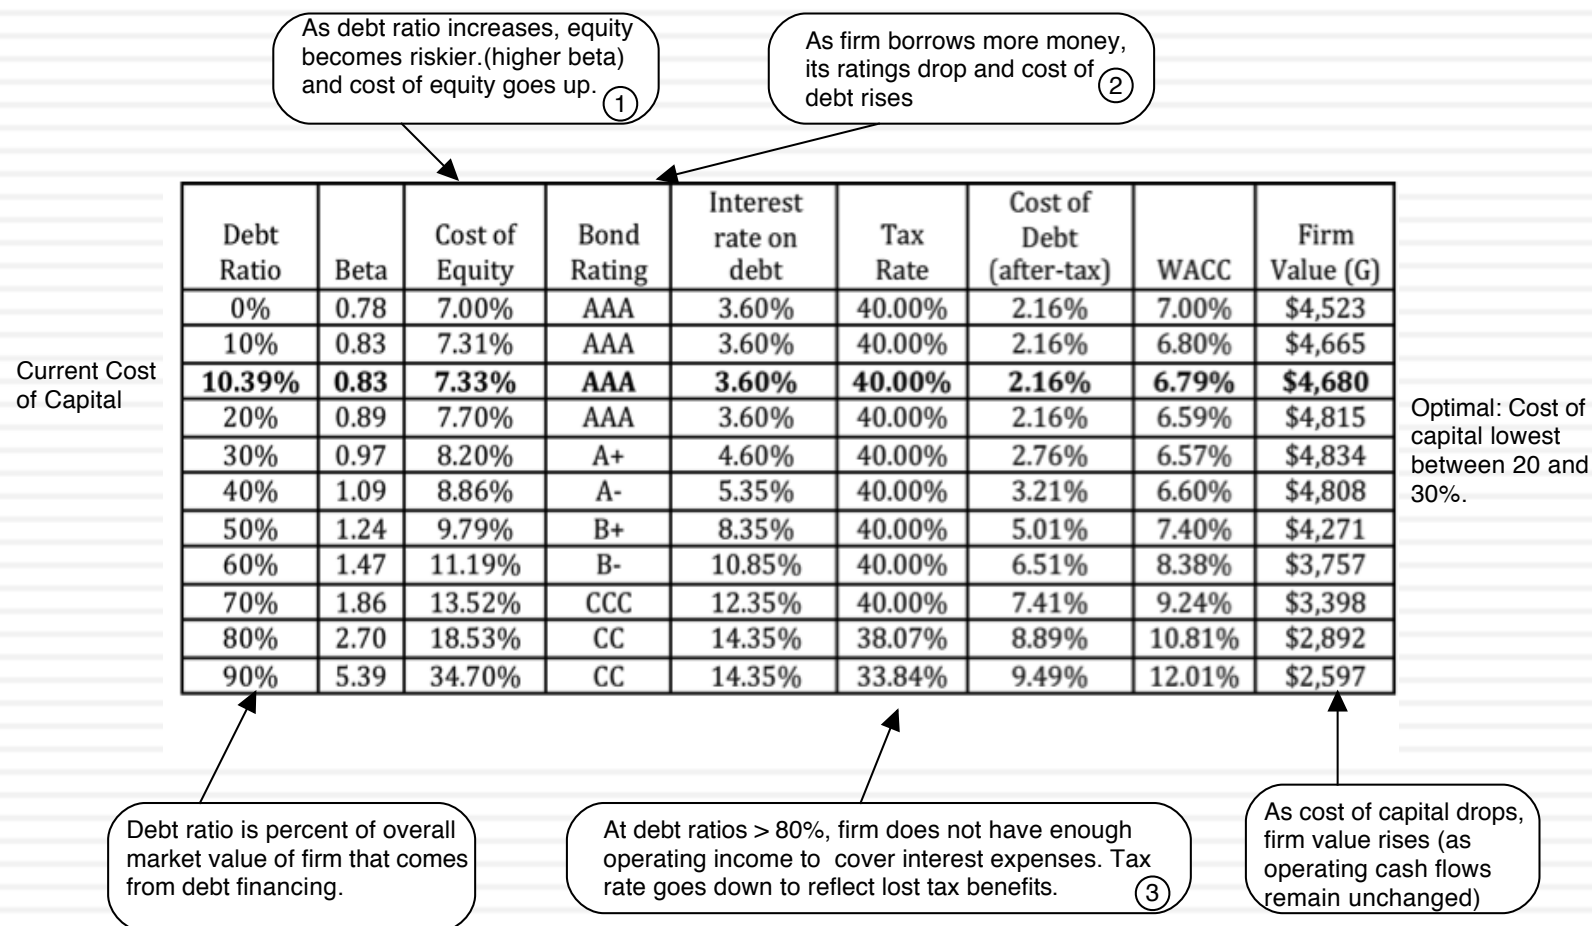 As debt ratio increases, equity
becomes riskier.(higher beta)
and cost of equity goes up.
1
As firm borrows more money,
its ratings drop and cost of
debt rises
2
Debt Ratio Beta Cost of Equity Bond Rating Interest rate on debt Tax Rate Cost of Debt (after-tax) WACC Firm Value (G)
0% 0.78 7.00% AAA 3.60% 40.00% 2.16% 7.00% $4,523
10% 0.83 7.31% AAA 3.60% 40.00% 2.16% 6.80% $4,665
Current Cost
of Capital
10.39% 0.83 7.33% AAA 3.60% 40.00% 2.16% 6.79% $4,680
20% 0.89 7.70% AAA 3.60% 40.00% 2.16% 6.59% $4,815
30% 0.97 8.20% A+ 4.60% 40.00% 2.76% 6.57% $4,834
40% 1.09 8.86% A- 5.35% 40.00% 3.21% 6.60% $4,808
50% 1.24 9.79% B+ 8.35% 40.00% 5.01% 7.40% $4,271
60% 1.47 11.19% B- 10.85% 40.00% 6.51% 8.38% $3,757
70% 1.86 13.52% CCC 12.35% 40.00% 7.41% 9.24% $3,398
80% 2.70 18.53% CC 14.35% 38.07% 8.89% 10.81% $2,892
90% 5.39 34.70% CC 14.35% 33.84% 9.49% 12.01% $2,597
Optimal: Cost of
capital lowest
between 20 and
30%.
Debt ratio is percent of overall
market value of firm that comes
from debt financing.
At debt ratios > 80%, firm does not have enough
operating income to cover interest expenses. Tax
rate goes down to reflect lost tax benefits.
3
As cost of capital drops,
firm value rises (as
operating cash flows
remain unchanged)